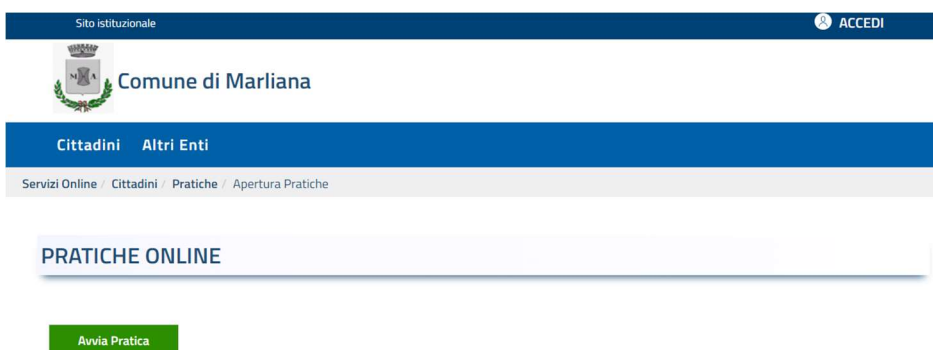 Sito istituzionale
ACCEDI
M A
Comune di Marliana
Cittadini Altri Enti
Servizi Online / Cittadini / Pratiche / Apertura Pratiche
PRATICHE ONLINE
Avvia Pratica